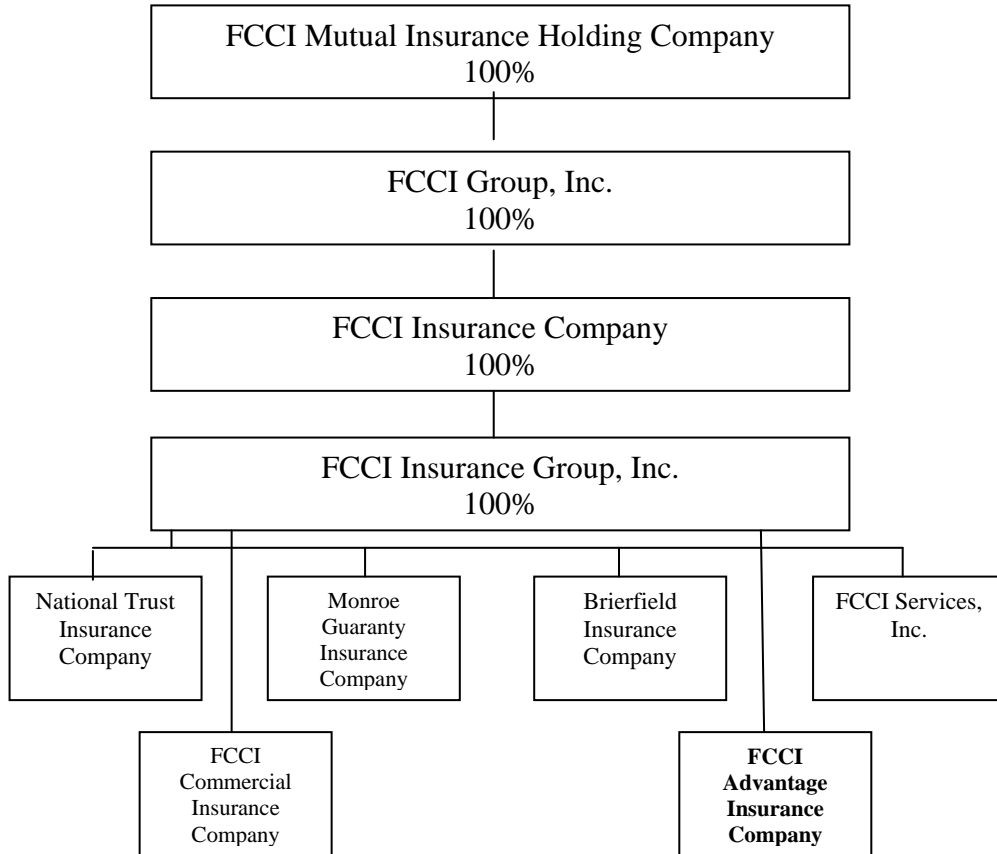 FCCI Mutual Insurance Holding Company
100%
FCCI Group, Inc.
100%
FCCI Insurance Company
100%
FCCI Insurance Group, Inc.
100%
National Trust
Insurance
Company
Monroe
Guaranty
Insurance
Company
Brierfield
Insurance
Company
FCCI Services,
Inc.
FCCI
Commercial
Insurance
Company
FCCI
Advantage
Insurance
Company